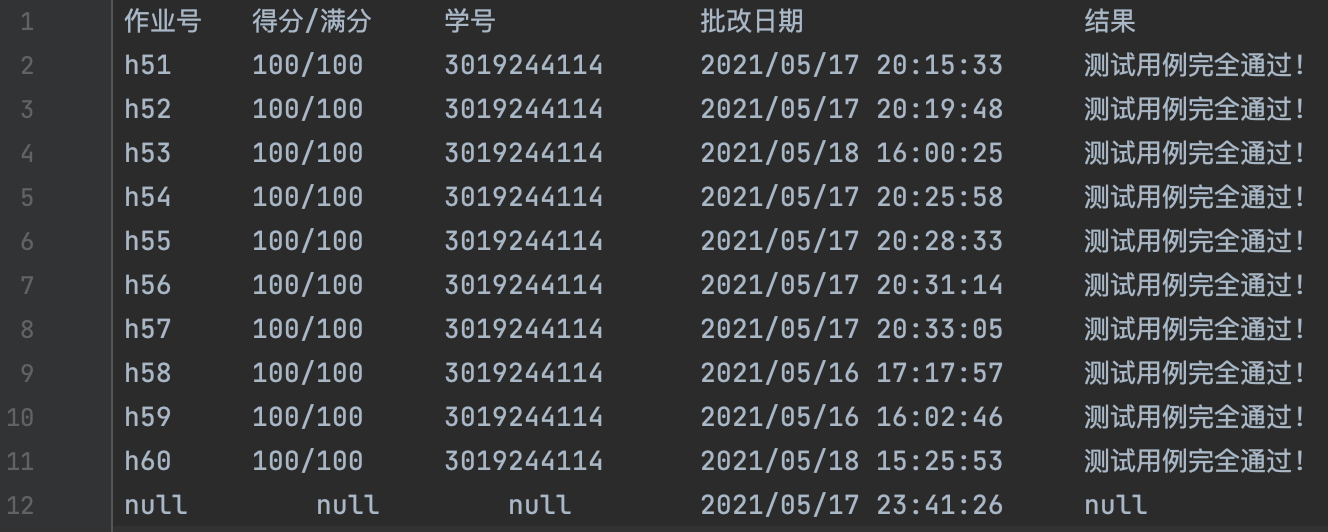 1 作业号 得分/满分 学号 批改日期 结果
2 h51 100/100 3019244114 2021/05/17 20:15:33 测试用例完全通过!
3 h52 100/100 3019244114 2021/05/17 20:19:48 测试用例完全通过!
4 h53 100/100 3019244114 2021/05/18 16:00:25 测试用例完全通过!
5 h54 100/100 3019244114 2021/05/17 20:25:58 测试用例完全通过!
6 h55 100/100 3019244114 2021/05/17 20:28:33 测试用例完全通过!
7 h56 100/100 3019244114 2021/05/17 20:31:14 测试用例完全通过!
8 h57 100/100 3019244114 2021/05/17 20:33:05 测试用例完全通过!
9 h58 100/100 3019244114 2021/05/16 17:17:57 测试用例完全通过!
10 h59 100/100 3019244114 2021/05/16 16:02:46 测试用例完全通过!
11 h60 100/100 3019244114 2021/05/18 15:25:53 测试用例完全通过!
12 null null null 2021/05/17 23:41:26 null